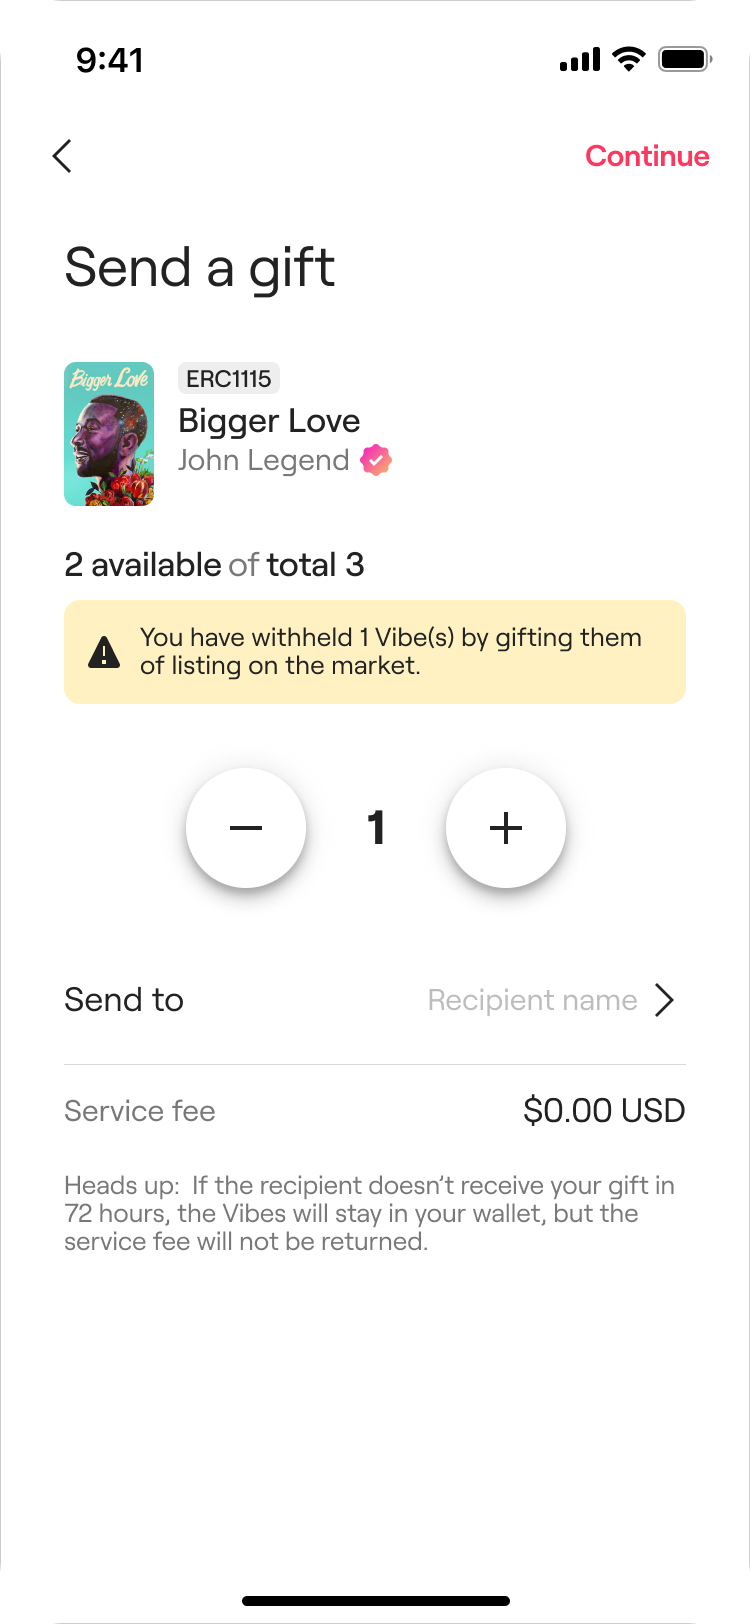 9:41
Continue
Send a gift
Bigger Love
ERC1115
Bigger Love
John Legend
2 available of total 3
You have withheld 1 Vibe(s) by gifting them
of listing on the market.
1
Send to
Recipient name
Service fee
$0.00 USD
Heads up:  If the recipient doesn’t receive your gift in
72 hours, the Vibes will stay in your wallet, but the
service fee will not be returned.